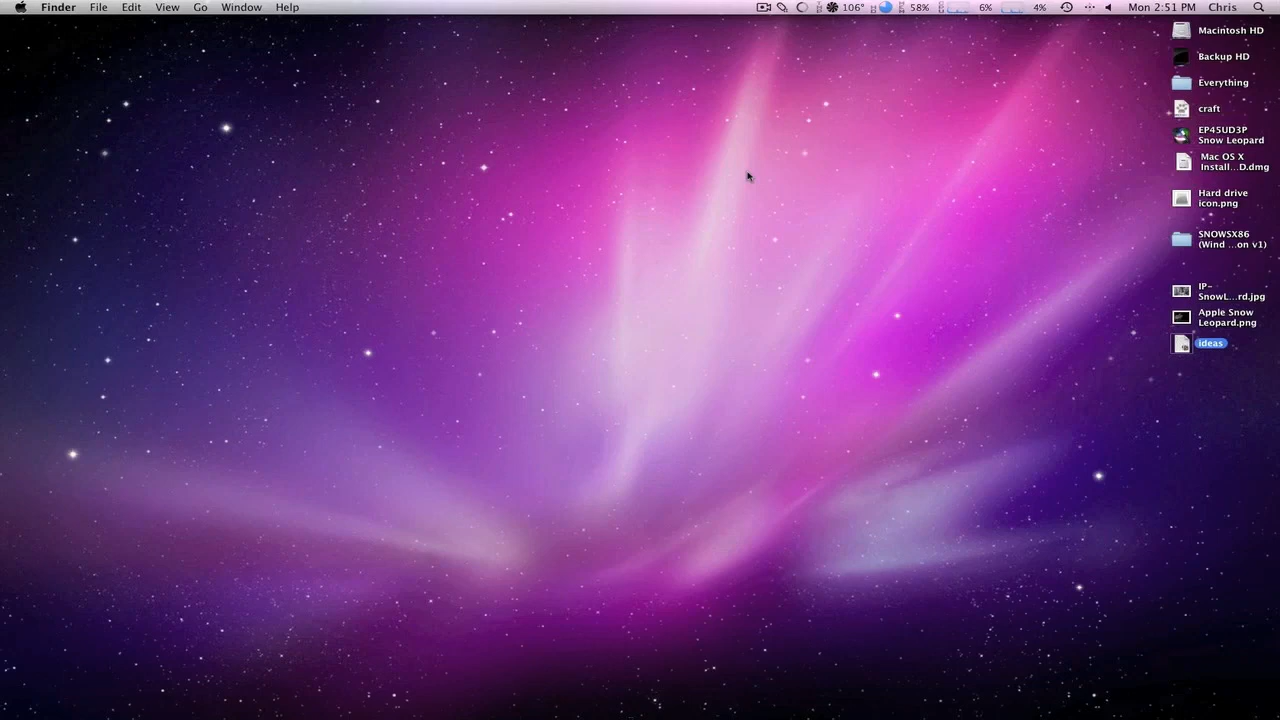 Finder File Edit View Go Window Help 106° 58% 6% 4% Mon 2:51 PM Chris
Macintosh HD
Backup HD
Everything
craft
EP45UD3P
Snow Leopard
Mac OS X
Install...D.dmg
Hard drive
icon.png
SNOWSX86
(Wind ...on v1)
IP-
SnowL...rd.jpg
Apple Snow
Leopard.png
ideas